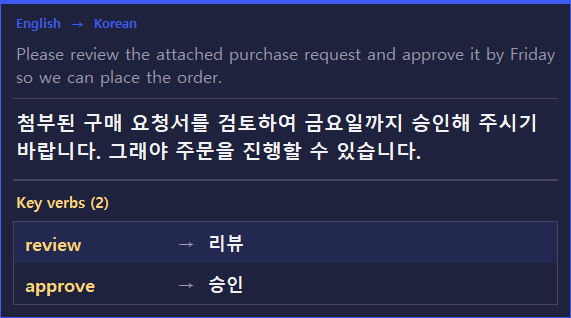 English → Korean
Please review the attached purchase request and approve it by Friday
so we can place the order.
첨부된 구매 요청서를 검토하여 금요일까지 승인해 주시기
바랍니다. 그래야 주문을 진행할 수 있습니다.
Key verbs (2)
review → 리뷰
approve → 승인